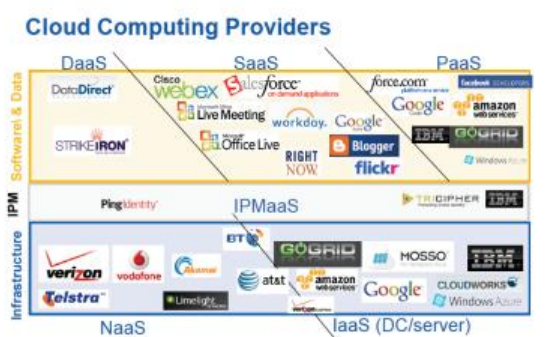 Cloud Computing Providers
DaaS SaaS PaaS
Software\ & Data
DataDirect
STRIKEIRON
Cisco
webex
Salesforce
on demand applications
Microsoft Office
Live Meeting
Microsoft
Office Live
workday.
Google
RIGHT
NOW
Blogger
flickr
force.com
platform as a service
facebook DEVELOPERS
Google
amazon
webservices
IBM
GOGRID
Windows Azure
IPM
PingIdentity
IPMaaS
TRICIPHER
IBM
Infrastructure
verizon
vodafone
Akamai
BT
GOGRID
MOSSO
IBM
Telstra
Limelight
at&t
amazon
webservices
Google
CLOUDWORKS
Windows Azure
verizon
NaaS IaaS (DC/server)